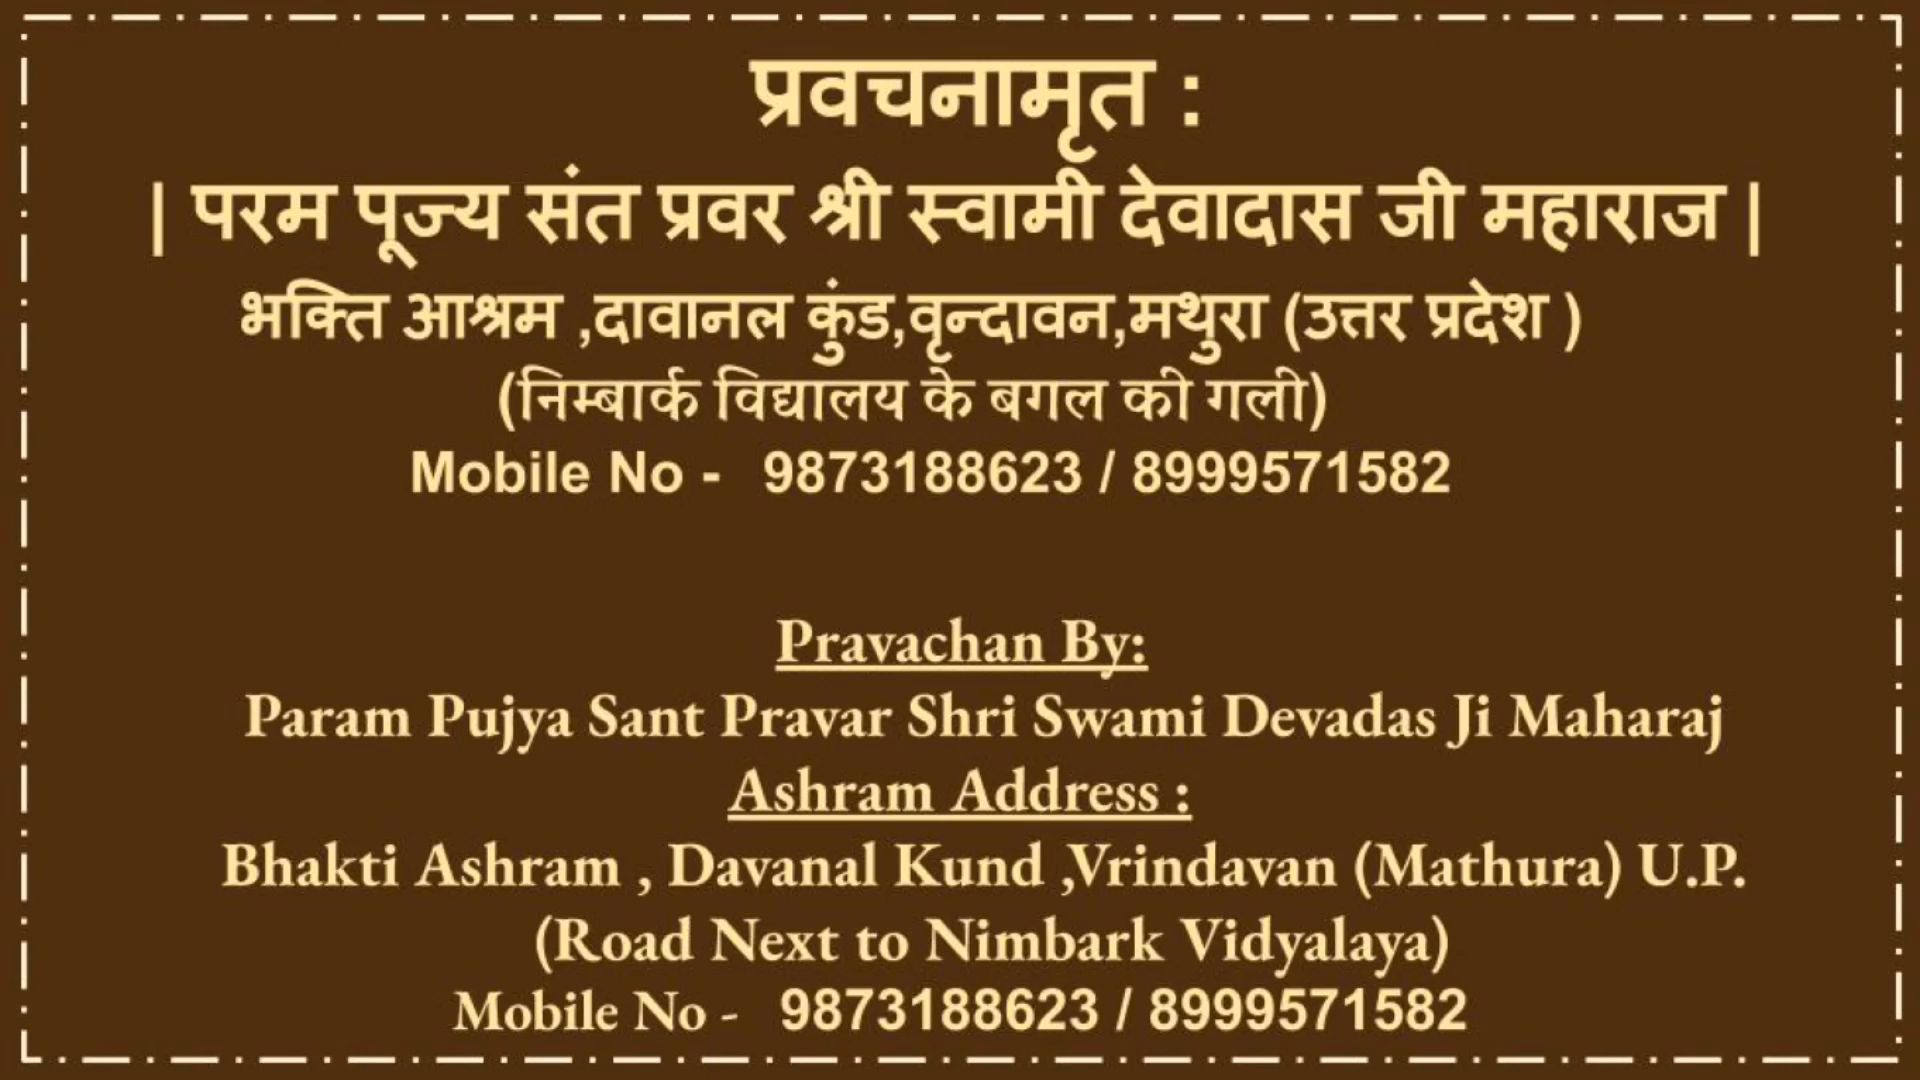 प्रवचनामृत :
| परम पूज्य संत प्रवर श्री स्वामी देवादास जी महाराज |
भक्ति आश्रम ,दावानल कुंड,वृन्दावन,मथुरा (उत्तर प्रदेश )
(निम्बार्क विद्यालय के बगल की गली)
Mobile No - 9873188623 / 8999571582
Pravachan By:
Param Pujya Sant Pravar Shri Swami Devadas Ji Maharaj
Ashram Address :
Bhakti Ashram , Davanal Kund ,Vrindavan (Mathura) U.P.
(Road Next to Nimbark Vidyalaya)
Mobile No - 9873188623 / 8999571582